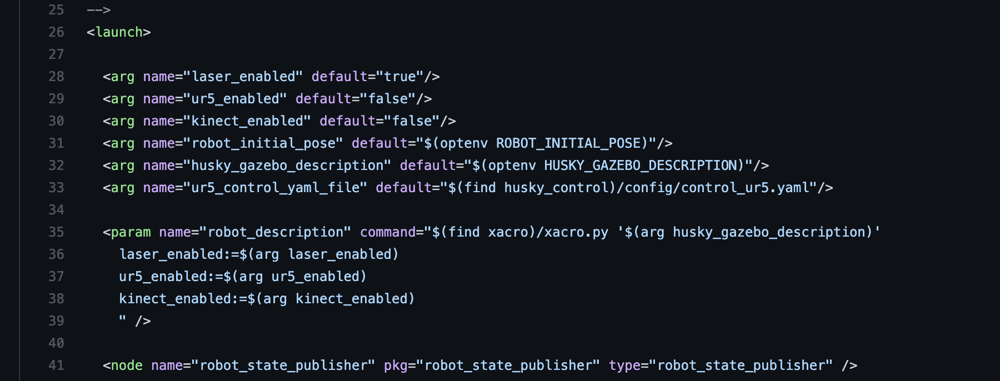 25 -->
26 <launch>
27
28 <arg name="laser_enabled" default="true"/>
29 <arg name="ur5_enabled" default="false"/>
30 <arg name="kinect_enabled" default="false"/>
31 <arg name="robot_initial_pose" default="$(optenv ROBOT_INITIAL_POSE)"/>
32 <arg name="husky_gazebo_description" default="$(optenv HUSKY_GAZEBO_DESCRIPTION)"/>
33 <arg name="ur5_control_yaml_file" default="$(find husky_control)/config/control_ur5.yaml"/>
34
35 <param name="robot_description" command="$(find xacro)/xacro.py '$(arg husky_gazebo_description)'
36 laser_enabled:=$(arg laser_enabled)
37 ur5_enabled:=$(arg ur5_enabled)
38 kinect_enabled:=$(arg kinect_enabled)
39 " />
40
41 <node name="robot_state_publisher" pkg="robot_state_publisher" type="robot_state_publisher" />